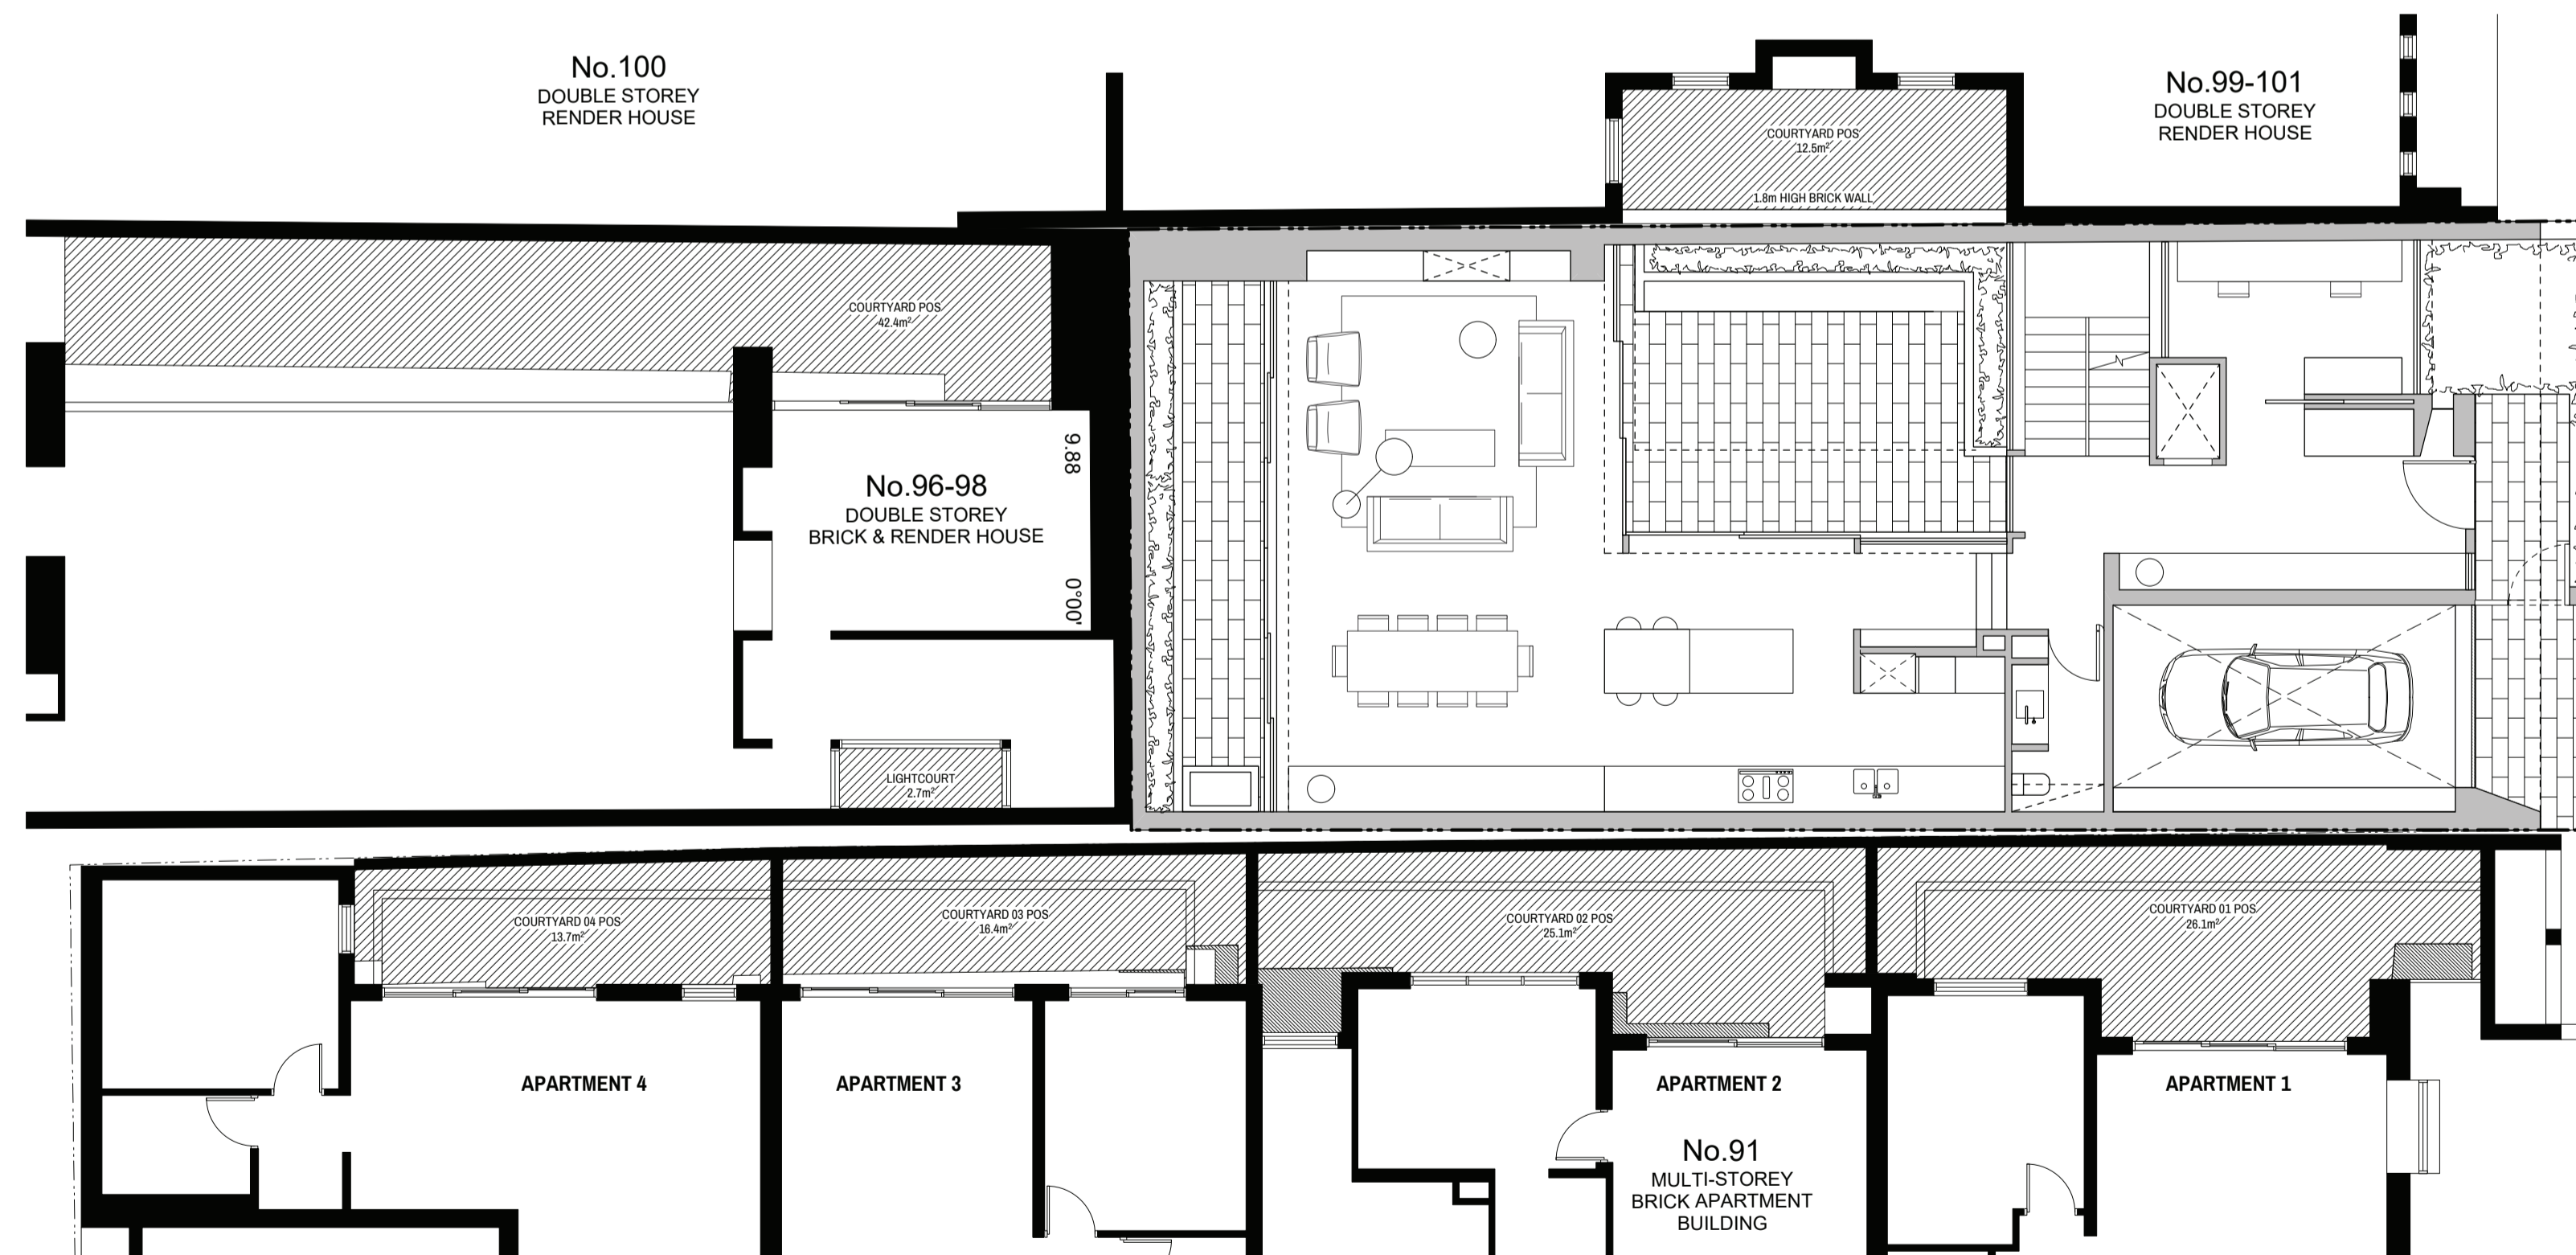 No.100
DOUBLE STOREY
RENDER HOUSE
No.99-101
DOUBLE STOREY
RENDER HOUSE
COURTYARD POS
12.5m²
1.8m HIGH BRICK WALL
COURTYARD POS
42.4m²
9.88
0°00'
No.96-98
DOUBLE STOREY
BRICK & RENDER HOUSE
LIGHTCOURT
2.7m²
COURTYARD 04 POS
13.7m²
COURTYARD 03 POS
16.4m²
COURTYARD 02 POS
25.1m²
COURTYARD 01 POS
26.1m²
APARTMENT 4
APARTMENT 3
APARTMENT 2
APARTMENT 1
No.91
MULTI-STOREY
BRICK APARTMENT
BUILDING